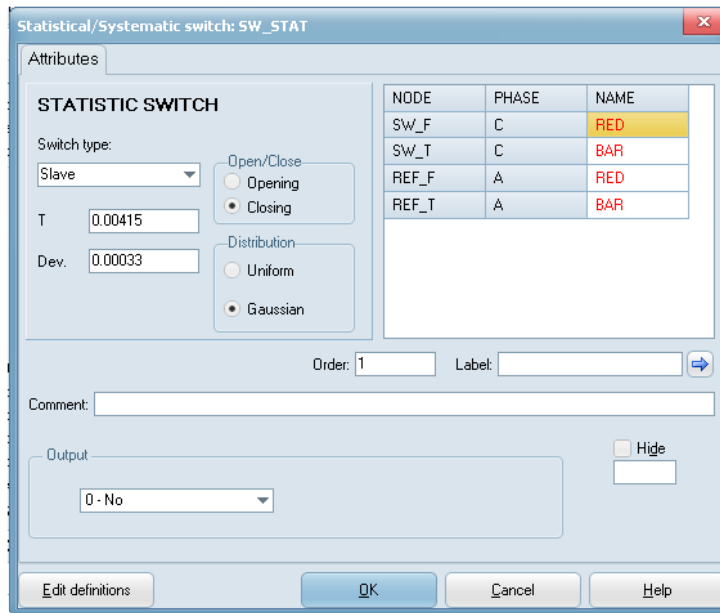 Statistical/Systematic switch: SW_STAT
Attributes
STATISTIC SWITCH
Switch type:
Slave
Open/Close
Opening
Closing
T 0.00415
Dev. 0.00033
Distribution
Uniform
Gaussian
NODE PHASE NAME
SW_F C RED
SW_T C BAR
REF_F A RED
REF_T A BAR
Order: 1 Label:
Comment:
Output
0 - No
Hide
Edit definitions OK Cancel Help